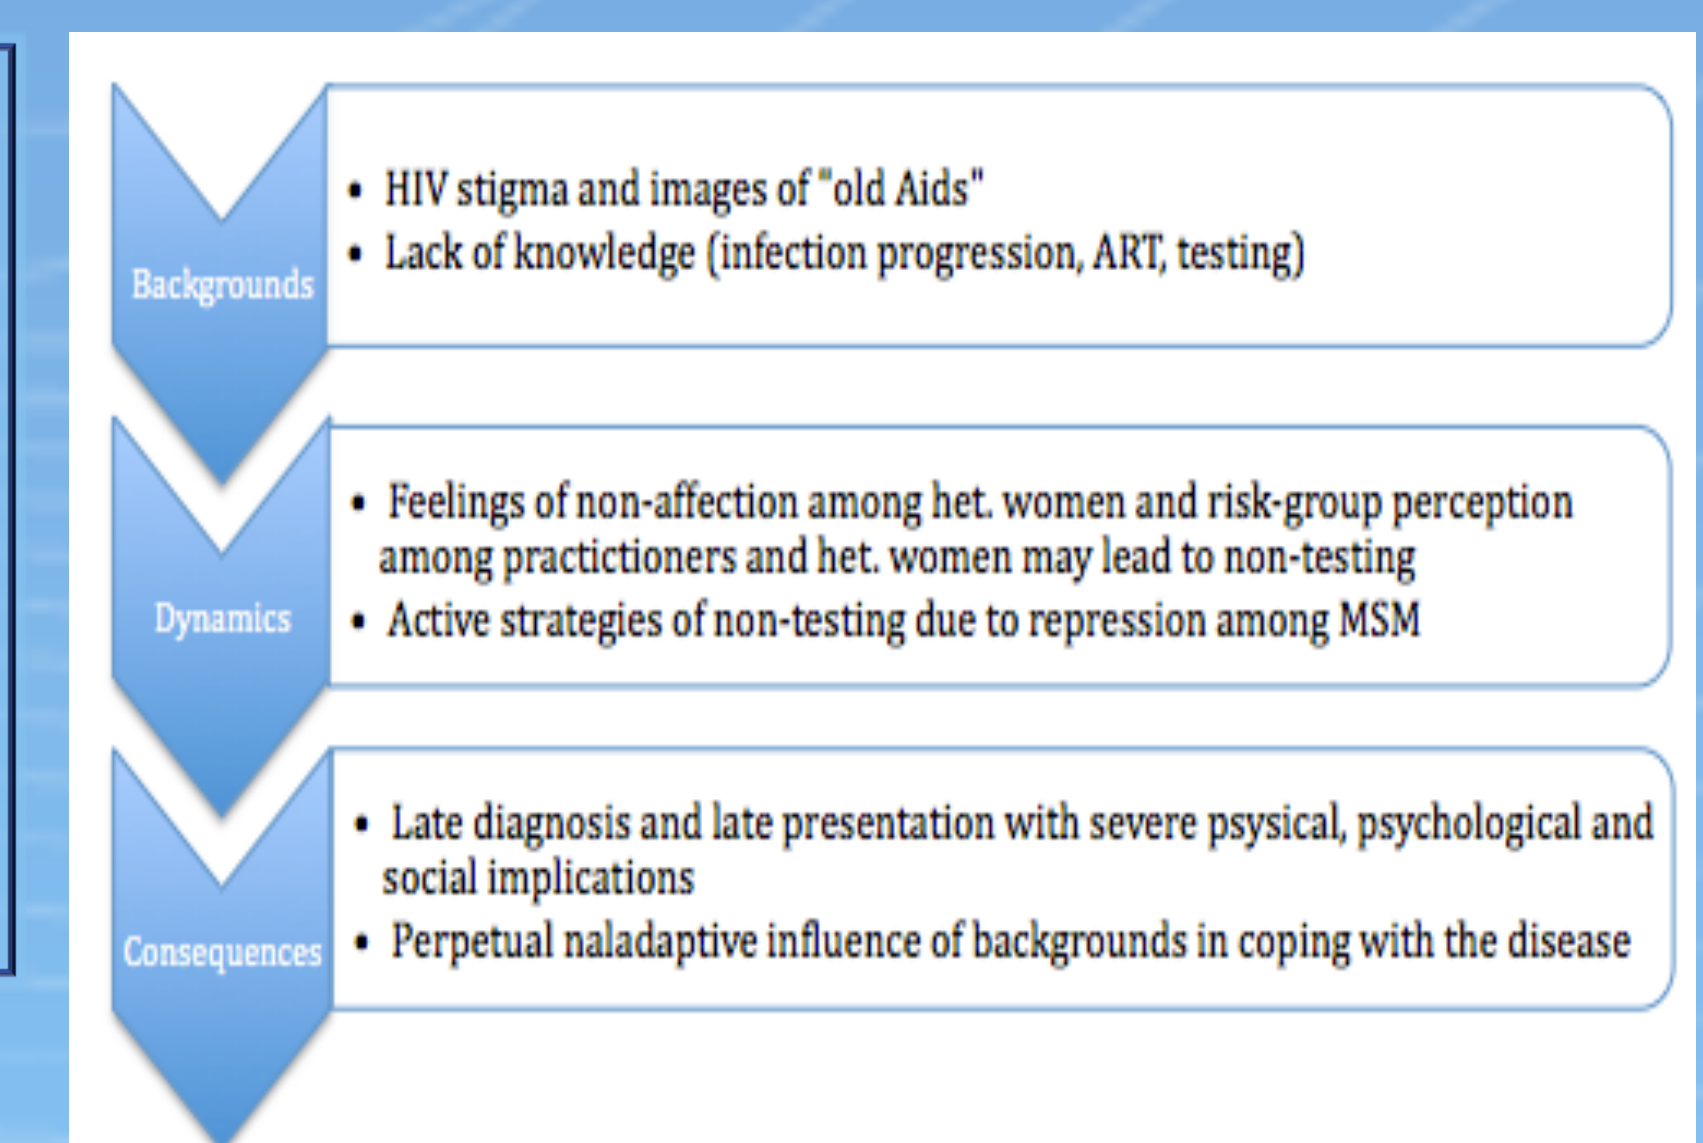 Backgrounds
• HIV stigma and images of "old Aids"
• Lack of knowledge (infection progression, ART, testing)
Dynamics
• Feelings of non-affection among het. women and risk-group perception
among practictioners and het. women may lead to non-testing
• Active strategies of non-testing due to repression among MSM
Consequences
• Late diagnosis and late presentation with severe psysical, psychological and
social implications
• Perpetual naladaptive influence of backgrounds in coping with the disease